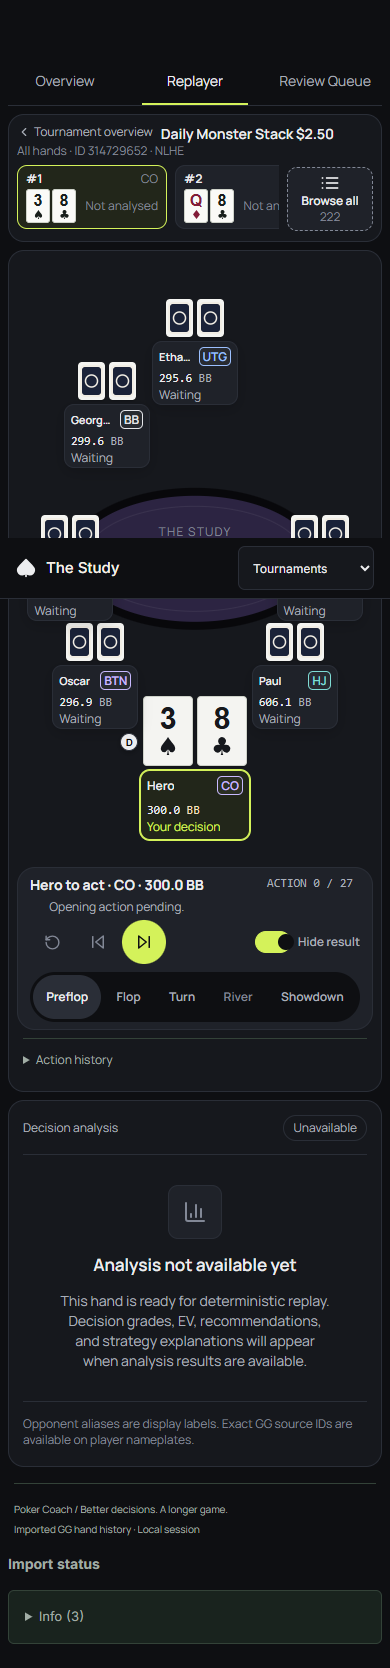 Overview Replayer Review Queue
Tournament overview Daily Monster Stack $2.50
All hands · ID 314729652 · NLHE
#1 CO
3 8 Not analysed
#2
Q 8 Not an
Browse all
222
Etha... UTG
295.6 BB
Waiting
Georg... BB
299.6 BB
Waiting
THE STUDY
The Study Tournaments
Waiting Waiting
Oscar BTN
296.9 BB
Waiting
Paul HJ
606.1 BB
Waiting
D
3 8
Hero CO
300.0 BB
Your decision
Hero to act · CO · 300.0 BB ACTION 0 / 27
Opening action pending.
Hide result
Preflop Flop Turn River Showdown
Action history
Decision analysis Unavailable
Analysis not available yet
This hand is ready for deterministic replay.
Decision grades, EV, recommendations,
and strategy explanations will appear
when analysis results are available.
Opponent aliases are display labels. Exact GG source IDs are
available on player nameplates.
Poker Coach / Better decisions. A longer game.
Imported GG hand history · Local session
Import status
Info (3)